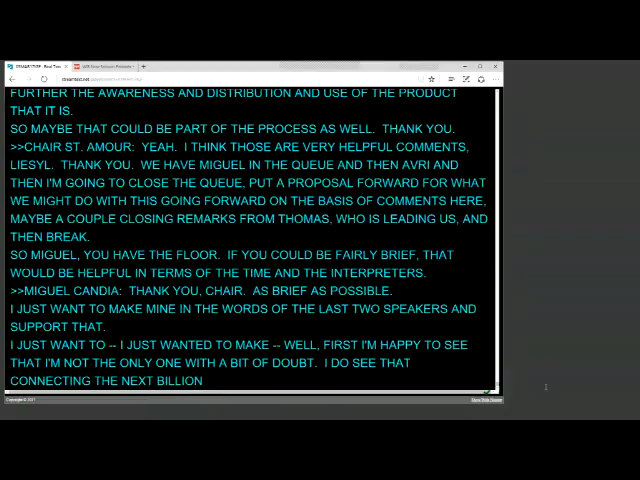 streamtext.net
FURTHER THE AWARENESS AND DISTRIBUTION AND USE OF THE PRODUCT
THAT IT IS.
SO MAYBE THAT COULD BE PART OF THE PROCESS AS WELL.  THANK YOU.
>>CHAIR ST. AMOUR:  YEAH.  I THINK THOSE ARE VERY HELPFUL COMMENTS,
LIESYL.  THANK YOU.  WE HAVE MIGUEL IN THE QUEUE AND THEN AVRI AND
THEN I'M GOING TO CLOSE THE QUEUE, PUT A PROPOSAL FORWARD FOR WHAT
WE MIGHT DO WITH THIS GOING FORWARD ON THE BASIS OF COMMENTS HERE,
MAYBE A COUPLE CLOSING REMARKS FROM THOMAS, WHO IS LEADING US, AND
THEN BREAK.
SO MIGUEL, YOU HAVE THE FLOOR.  IF YOU COULD BE FAIRLY BRIEF, THAT
WOULD BE HELPFUL IN TERMS OF THE TIME AND THE INTERPRETERS.
>>MIGUEL CANDIA:  THANK YOU, CHAIR.  AS BRIEF AS POSSIBLE.
I JUST WANT TO MAKE MINE IN THE WORDS OF THE LAST TWO SPEAKERS AND
SUPPORT THAT.
I JUST WANT TO -- I JUST WANTED TO MAKE -- WELL, FIRST I'M HAPPY TO SEE
THAT I'M NOT THE ONLY ONE WITH A BIT OF DOUBT.  I DO SEE THAT
CONNECTING THE NEXT BILLION